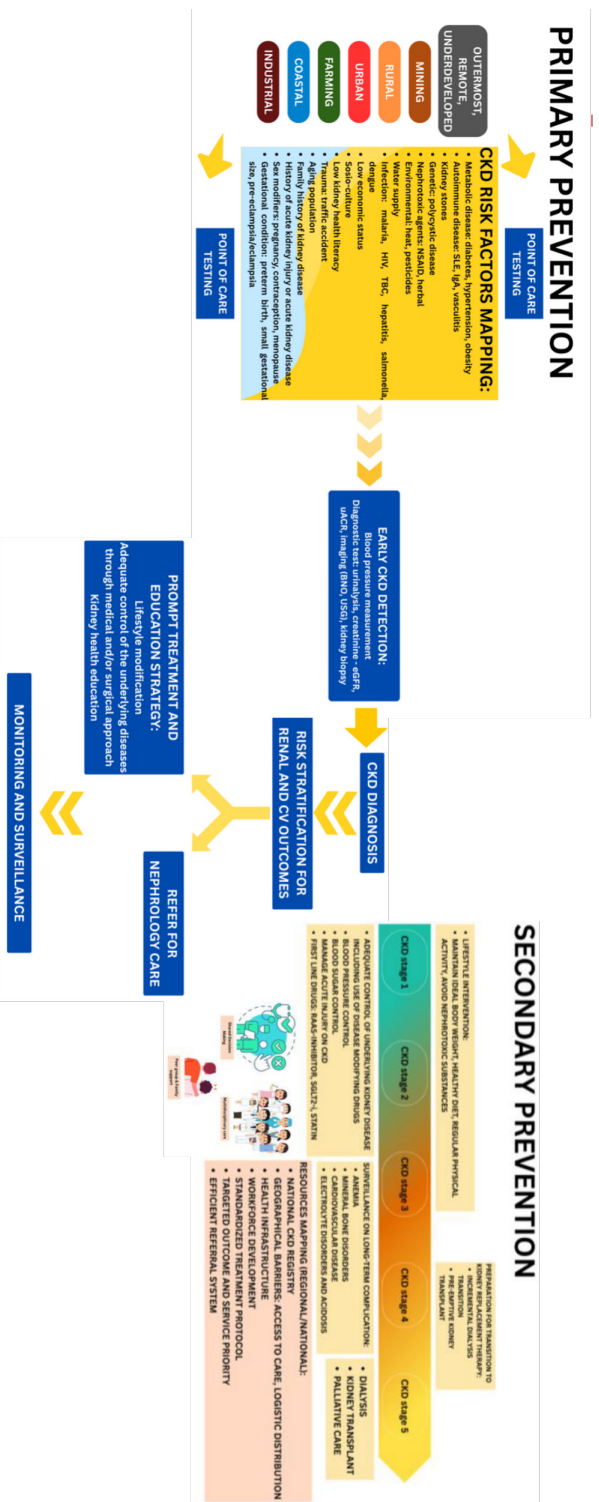 PRIMARY PREVENTION
OUTERMOST,
REMOTE,
UNDERDEVELOPED
MINING
RURAL
URBAN
FARMING
COASTAL
INDUSTRIAL
POINT OF CARE
TESTING
CKD RISK FACTORS MAPPING:
• Metabolic disease: diabetes, hypertension, obesity
• Autoimmune disease: SLE, IgA, vasculitis
• Kidney stones
• Genetic: polycystic disease
• Nephrotoxic agents: NSAID, herbal
• Environmental: heat, pesticides
• Water supply
• Infection: malaria, HIV, TBC, hepatitis, salmonella,
dengue
• Low economic status
• Sosio-culture
• Low kidney health literacy
• Trauma: traffic accident
• Aging population
• Family history of kidney disease
• History of acute kidney injury or acute kidney disease
• Sex modifiers: pregnancy, contraception, menopause
• Gestational condition: preterm birth, small gestational
size, pre-eclampsia/eclampsia
POINT OF CARE
TESTING
EARLY CKD DETECTION:
Blood pressure measurement
Diagnostic test: urinalysis, creatinine - eGFR,
uACR, imaging (BNO, USG), kidney biopsy
CKD DIAGNOSIS
RISK STRATIFICATION FOR
RENAL AND CV OUTCOMES
PROMPT TREATMENT AND
EDUCATION STRATEGY:
Lifestyle modification
Adequate control of the underlying diseases
through medical and/or surgical approach
Kidney health education
REFER FOR
NEPHROLOGY CARE
MONITORING AND SURVEILLANCE
SECONDARY PREVENTION
• LIFESTYLE INTERVENTION:
• MAINTAIN IDEAL BODY WEIGHT, HEALTHY DIET, REGULAR PHYSICAL
ACTIVITY, AVOID NEPHROTOXIC SUBSTANCES
PREPARATION FOR TRANSITION TO
KIDNEY REPLACEMENT THERAPY:
• INCREMENTAL DIALYSIS
TRANSITION
• PRE-EMPTIVE KIDNEY
TRANSPLANT
CKD stage 1
CKD stage 2
CKD stage 3
CKD stage 4
CKD stage 5
• ADEQUATE CONTROL OF UNDERLYING KIDNEY DISEASE
INCLUDING USE OF DISEASE MODIFYING DRUGS
• BLOOD PRESSURE CONTROL
• BLOOD SUGAR CONTROL
• MANAGE ACUTE INJURY ON CKD
• FIRST LINE DRUGS: RAAS-INHIBITOR, SGLT2-i, STATIN
SURVEILLANCE ON LONG-TERM COMPLICATION:
• ANEMIA
• MINERAL BONE DISORDERS
• CARDIOVASCULAR DISEASE
• ELECTROLYTE DISORDERS AND ACIDOSIS
• DIALYSIS
• KIDNEY TRANSPLANT
• PALLIATIVE CARE
Shared Decision
Making
Multidisciplinary care
Peer group & Family
support
RESOURCES MAPPING (REGIONAL/NATIONAL):
• NATIONAL CKD REGISTRY
• GEOGRAPHICAL BARRIERS: ACCESS TO CARE, LOGISTIC DISTRIBUTION
• HEALTH INFRASTRUCTURE
• WORKFORCE DEVELOPMENT
• STANDARDIZED TREATMENT PROTOCOL
• TARGETED OUTCOME AND SERVICE PRIORITY
• EFFICIENT REFERRAL SYSTEM